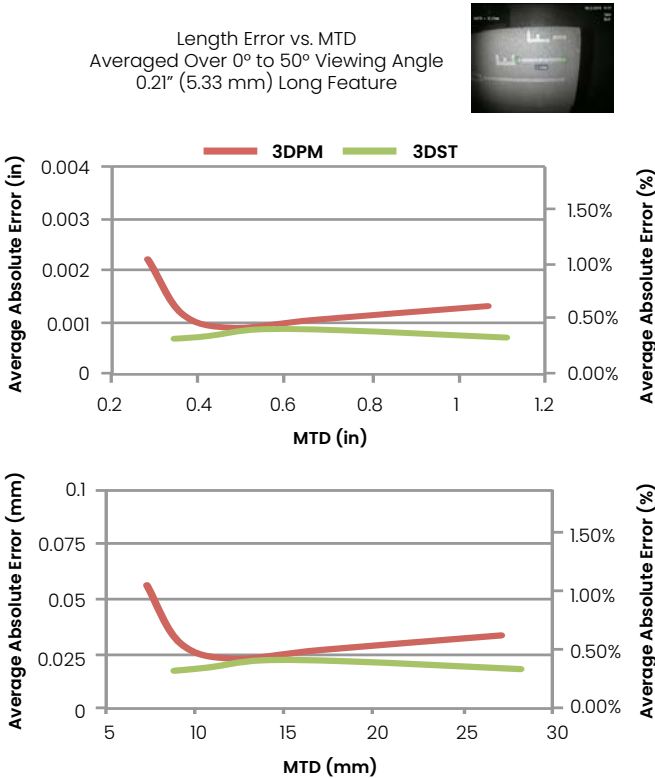 Length Error vs. MTD
Averaged Over 0° to 50° Viewing Angle
0.21” (5.33 mm) Long Feature
3DPM 3DST
Average Absolute Error (in)
0.004
0.003
0.002
0.001
0
1.50%
1.00%
0.50%
0.00%
Average Absolute Error (%)
0.2 0.4 0.6 0.8 1 1.2
MTD (in)
Average Absolute Error (mm)
0.1
0.075
0.05
0.025
0
1.50%
1.00%
0.50%
0.00%
Average Absolute Error (%)
5 10 15 20 25 30
MTD (mm)